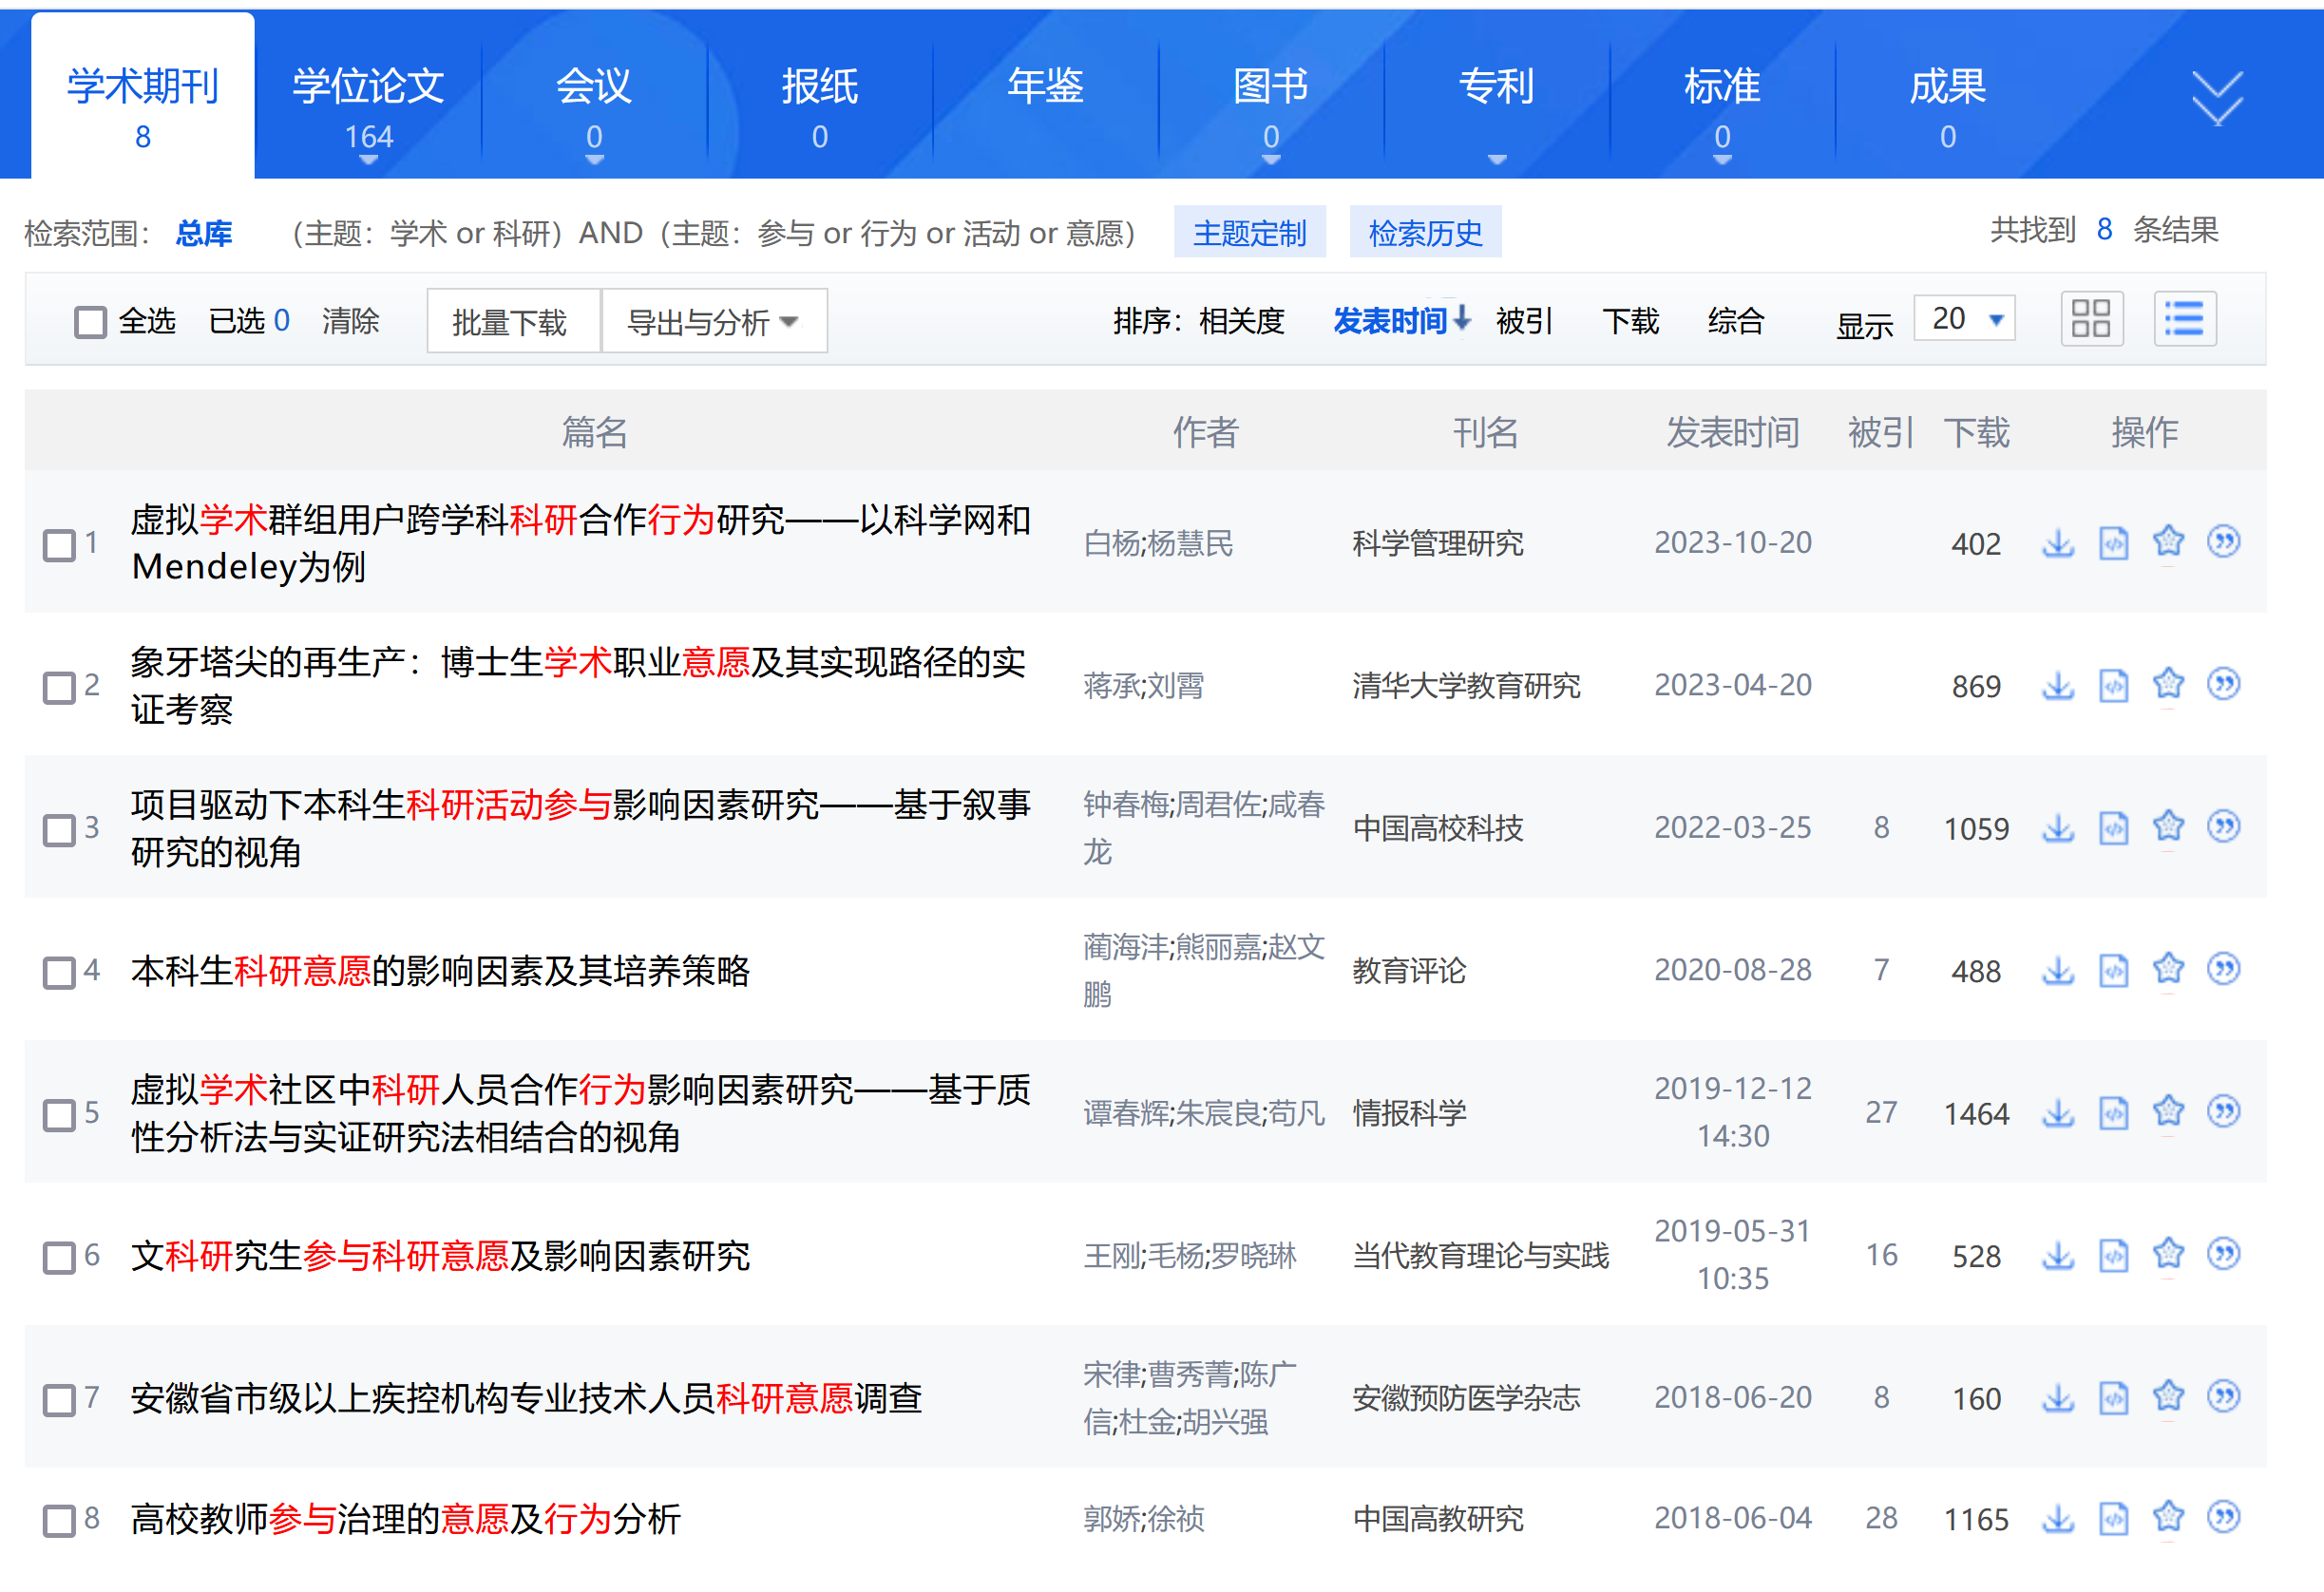 学术期刊 学位论文 会议 报纸 年鉴 图书 专利 标准 成果
8 164 0 0 0 0 0
检索范围： 总库 （主题：学术 or 科研）AND（主题：参与 or 行为 or 活动 or 意愿） 主题定制 检索历史 共找到 8 条结果
全选 已选 0 清除 批量下载 导出与分析 排序：相关度 发表时间 被引 下载 综合 显示 20
篇名 作者 刊名 发表时间 被引 下载 操作
1 虚拟学术群组用户跨学科科研合作行为研究——以科学网和
Mendeley为例
白杨;杨慧民 科学管理研究 2023-10-20 402
2 象牙塔尖的再生产：博士生学术职业意愿及其实现路径的实
证考察
蒋承;刘霄 清华大学教育研究 2023-04-20 869
3 项目驱动下本科生科研活动参与影响因素研究——基于叙事
研究的视角
钟春梅;周君佐;咸春
龙
中国高校科技 2022-03-25 8 1059
4 本科生科研意愿的影响因素及其培养策略
蔺海沣;熊丽嘉;赵文
鹏
教育评论 2020-08-28 7 488
5 虚拟学术社区中科研人员合作行为影响因素研究——基于质
性分析法与实证研究法相结合的视角
谭春辉;朱宸良;苟凡 情报科学
2019-12-12
14:30
27 1464
6 文科研究生参与科研意愿及影响因素研究
王刚;毛杨;罗晓琳 当代教育理论与实践
2019-05-31
10:35
16 528
7 安徽省市级以上疾控机构专业技术人员科研意愿调查
宋律;曹秀菁;陈广
信;杜金;胡兴强
安徽预防医学杂志 2018-06-20 8 160
8 高校教师参与治理的意愿及行为分析 郭娇;徐祯 中国高教研究 2018-06-04 28 1165